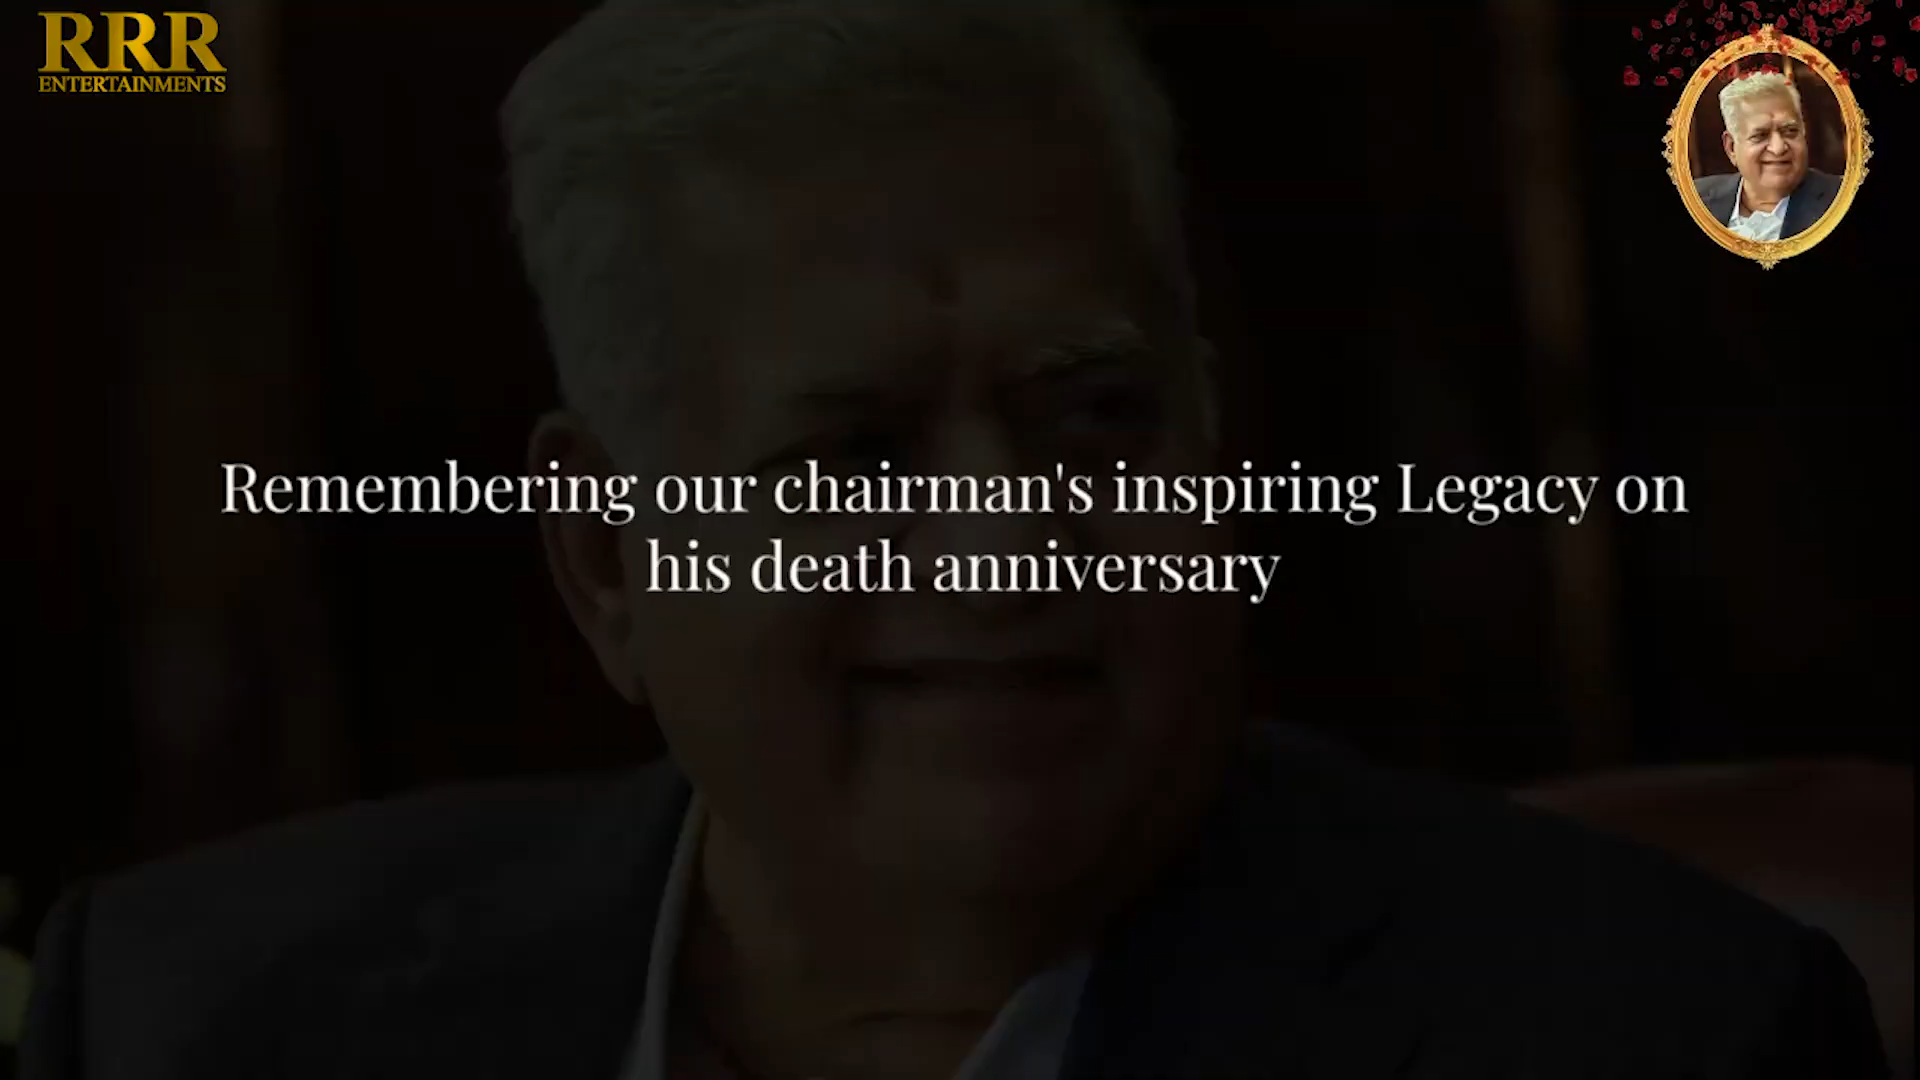 RRR
ENTERTAINMENTS
Remembering our chairman's inspiring Legacy on
his death anniversary